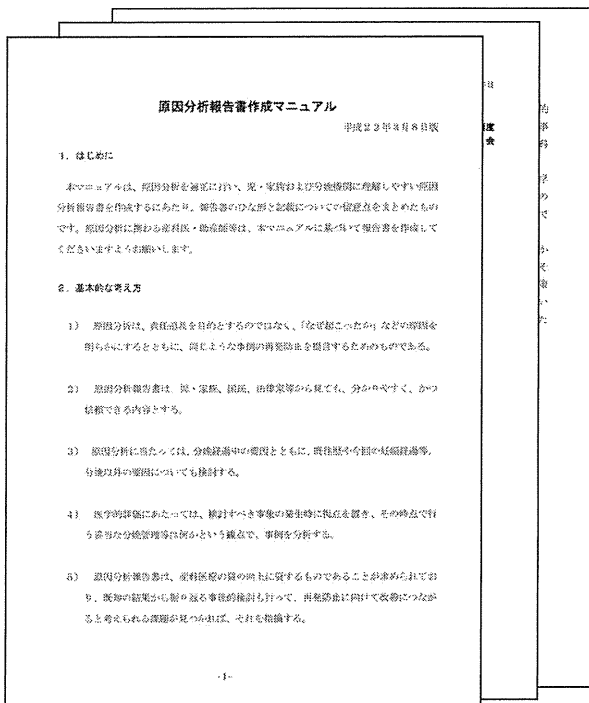 原因分析報告書作成マニュアル
平成22年3月8日版
1. はじめに
本マニュアルは、原因分析を適正に行い、児・家族および分娩機関に理解しやすい原因
分析報告書を作成するにあたり、報告書のひな形と記載についての留意点をまとめたもの
です。原因分析に携わる産科医・助産師等は、本マニュアルに基づいて報告書を作成して
くださいますようお願いします。
2. 基本的な考え方
1) 原因分析は、責任追及を目的とするのではなく、「なぜ起こったか」などの原因を
明らかにするとともに、同じような事例の再発防止を提言するためのものである。
2) 原因分析報告書は、児・家族、国民、法律家等から見ても、分かりやすく、かつ
信頼できる内容とする。
3) 原因分析に当たっては、分娩経過中の要因とともに、既往歴や今回の妊娠経過等、
分娩以外の要因についても検討する。
4) 医学的評価にあたっては、検討すべき事象の発生時に視点を置き、その時点で行
う妥当な分娩管理等は何かという観点で、事例を分析する。
5) 原因分析報告書は、産科医療の質の向上に資するものであることが求められてお
り、既知の結果から振り返る事後的検討も行って、再発防止に向けて改善につなが
ると考えられる課題が見つかれば、それを指摘する。
-1-
度
会
的
か
そ
い
た